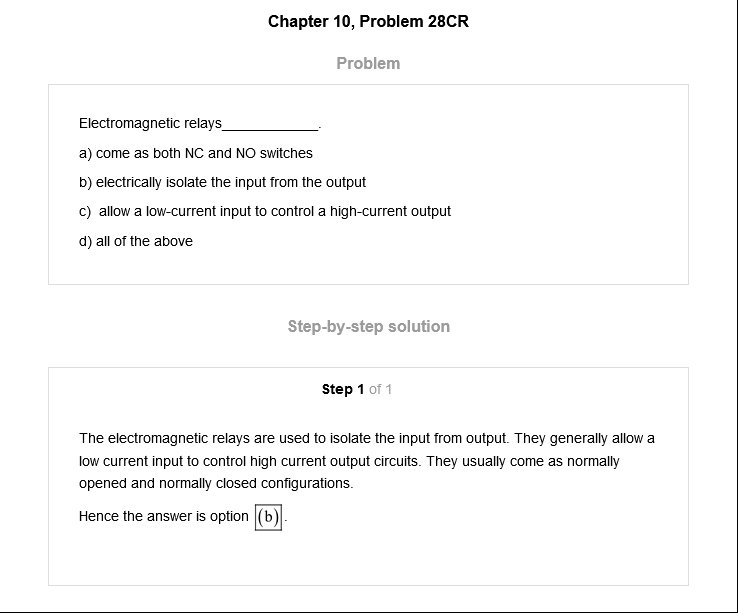 Chapter 10, Problem 28CR
Problem
Electromagnetic relays____________.
a) come as both NC and NO switches
b) electrically isolate the input from the output
c) allow a low-current input to control a high-current output
d) all of the above
Step-by-step solution
Step 1 of 1
The electromagnetic relays are used to isolate the input from output. They generally allow a
low current input to control high current output circuits. They usually come as normally
opened and normally closed configurations.
Hence the answer is option (b).